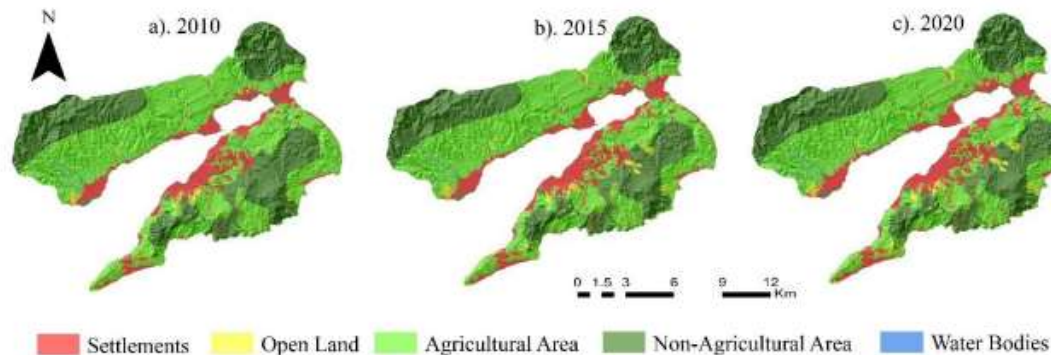 N
a). 2010
b). 2015
c). 2020
0 1.5 3 6 9 12
Km
Settlements Open Land Agricultural Area Non-Agricultural Area Water Bodies